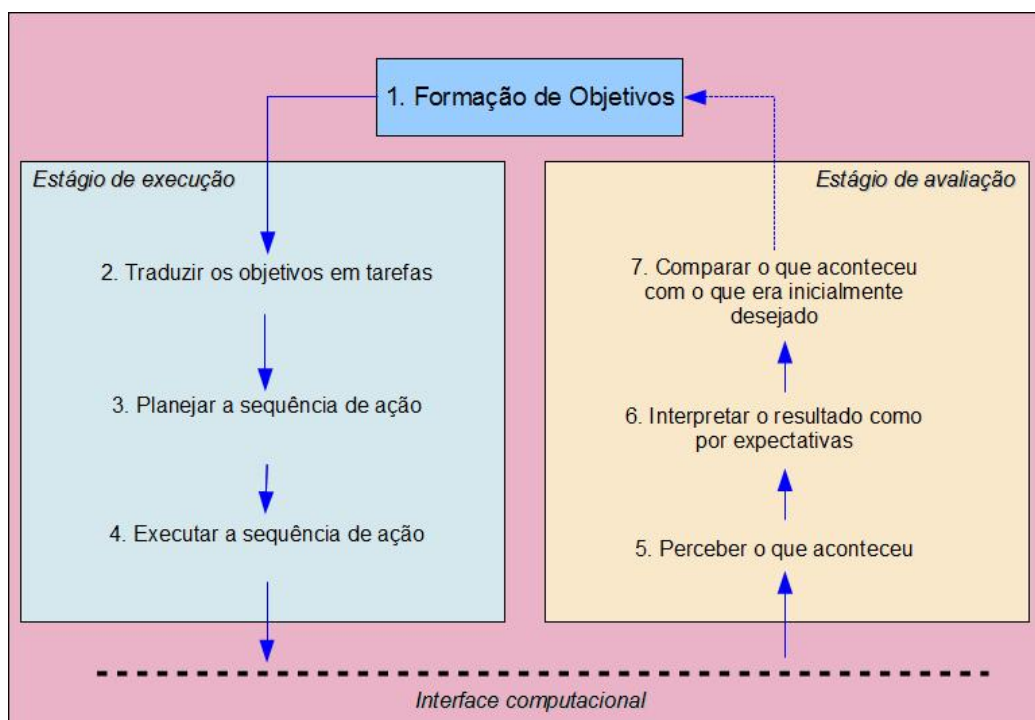 1. Formação de Objetivos
Estágio de execução
2. Traduzir os objetivos em tarefas
3. Planejar a sequência de ação
4. Executar a sequência de ação
Estágio de avaliação
7. Comparar o que aconteceu
com o que era inicialmente
desejado
6. Interpretar o resultado como
por expectativas
5. Perceber o que aconteceu
Interface computacional